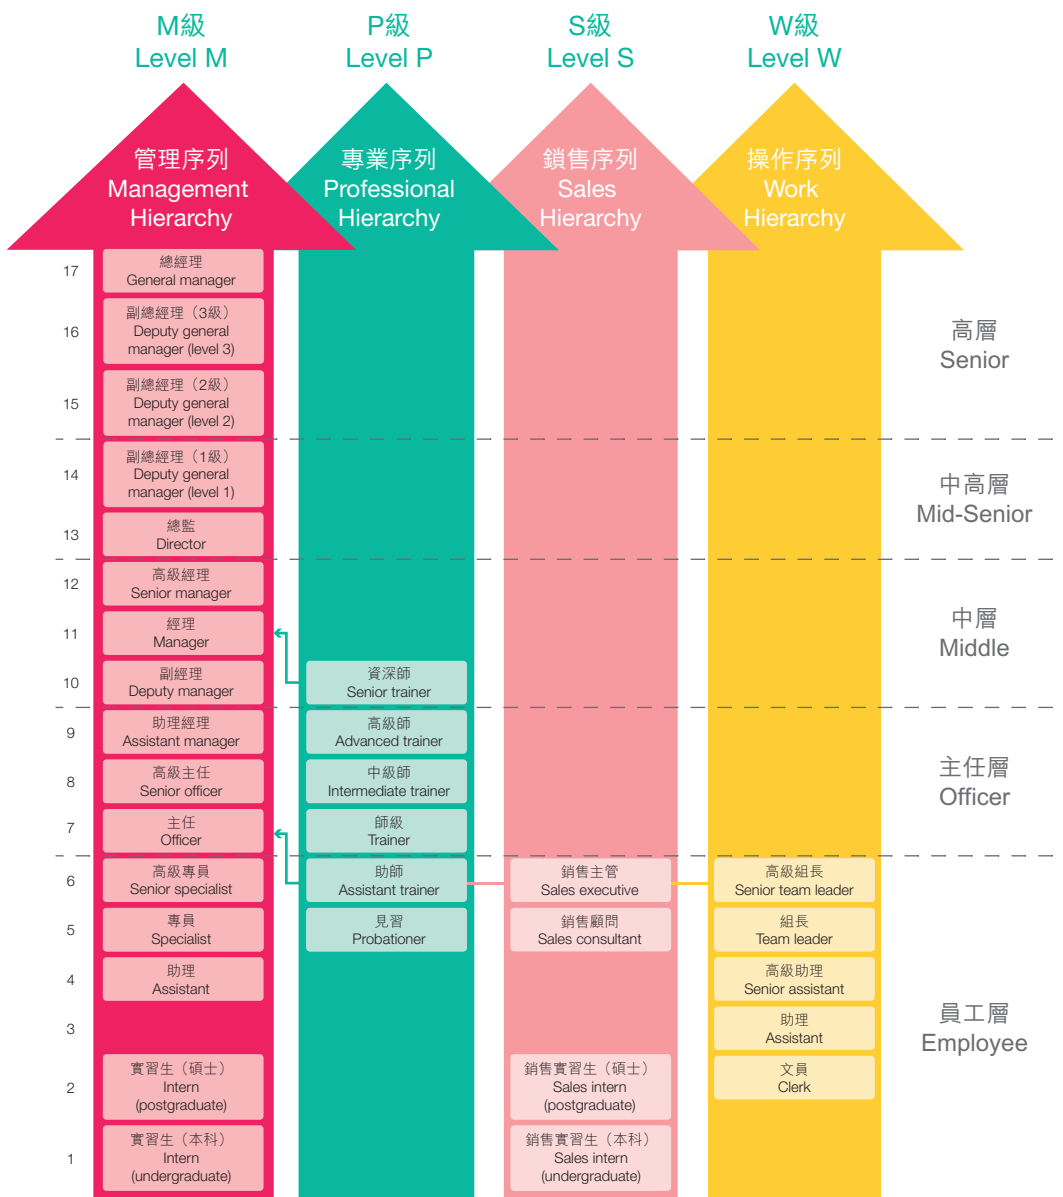 M級
Level M
P級
Level P
S級
Level S
W級
Level W
管理序列
Management
Hierarchy
專業序列
Professional
Hierarchy
銷售序列
Sales
Hierarchy
操作序列
Work
Hierarchy
17
總經理
General manager
16
副總經理（3級）
Deputy general
manager (level 3)
15
副總經理（2級）
Deputy general
manager (level 2)
高層
Senior
14
副總經理（1級）
Deputy general
manager (level 1)
13
總監
Director
中高層
Mid-Senior
12
高級經理
Senior manager
11
經理
Manager
10
副經理
Deputy manager
資深師
Senior trainer
中層
Middle
9
助理經理
Assistant manager
高級師
Advanced trainer
8
高級主任
Senior officer
中級師
Intermediate trainer
7
主任
Officer
師級
Trainer
主任層
Officer
6
高級專員
Senior specialist
助師
Assistant trainer
銷售主管
Sales executive
高級組長
Senior team leader
5
專員
Specialist
見習
Probationer
銷售顧問
Sales consultant
組長
Team leader
4
助理
Assistant
高級助理
Senior assistant
3
助理
Assistant
2
實習生（碩士）
Intern
(postgraduate)
銷售實習生（碩士）
Sales intern
(postgraduate)
文員
Clerk
1
實習生（本科）
Intern
(undergraduate)
銷售實習生（本科）
Sales intern
(undergraduate)
員工層
Employee